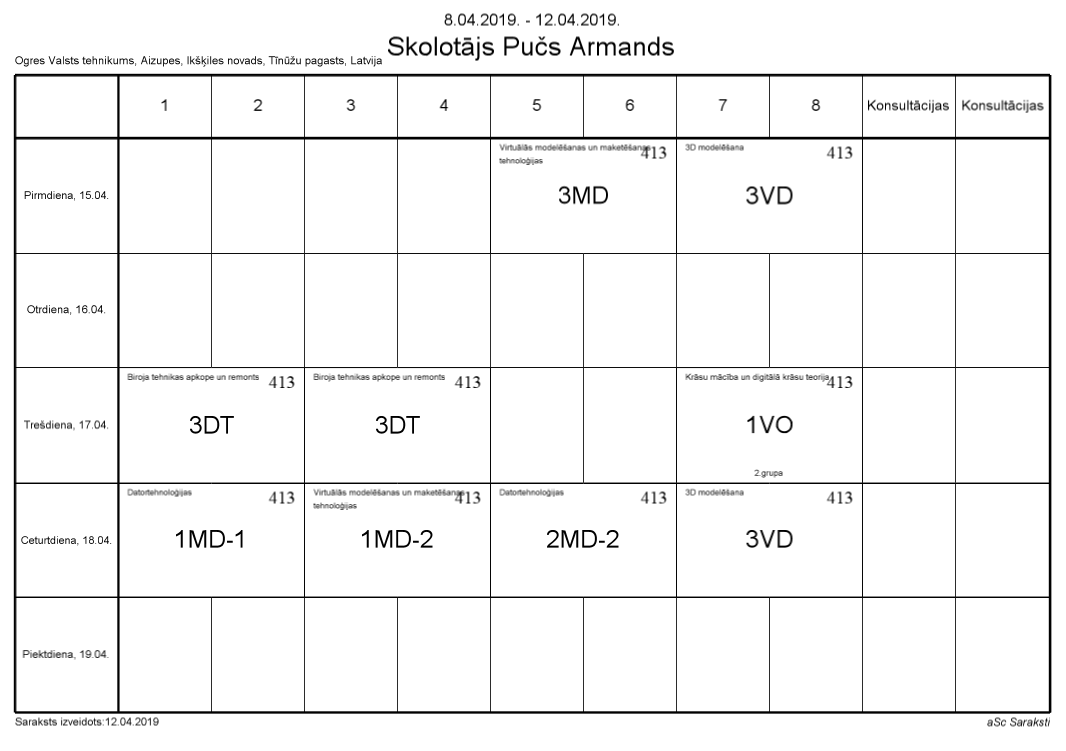 8.04.2019. - 12.04.2019.
Skolotājs Pučs Armands
Ogres Valsts tehnikums, Aizupes, Ikšķiles novads, Tīnūžu pagasts, Latvija
1 2 3 4 5 6 7 8 Konsultācijas Konsultācijas
Pirmdiena, 15.04.
Virtuālās modelēšanas un maketēšanas
tehnoloģijas
413
3MD
3D modelēšana
413
3VD
Otrdiena, 16.04.
Trešdiena, 17.04.
Biroja tehnikas apkope un remonts
413
3DT
Biroja tehnikas apkope un remonts
413
3DT
Krāsu mācība un digitālā krāsu teorija
413
1VO
2.grupa
Ceturtdiena, 18.04.
Datortehnoloģijas
413
1MD-1
Virtuālās modelēšanas un maketēšanas
tehnoloģijas
413
1MD-2
Datortehnoloģijas
413
2MD-2
3D modelēšana
413
3VD
Piektdiena, 19.04.
Saraksts izveidots:12.04.2019
aSc Saraksti